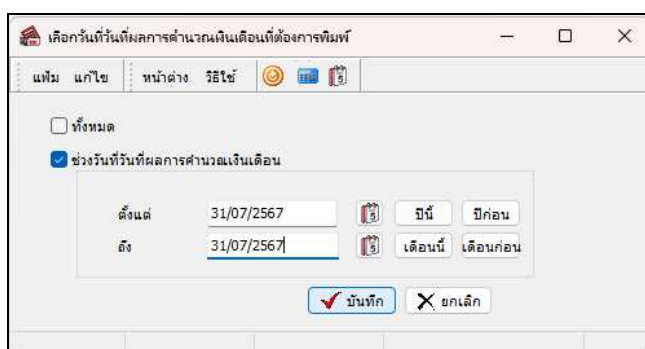 เลือกวันที่วันที่ผลการคำนวณเงินเดือนที่ต้องการพิมพ์
แฟ้ม แก้ไข หน้าต่าง วิธีใช้
ทั้งหมด
ช่วงวันที่วันที่ผลการคำนวณเงินเดือน
ตั้งแต่ 31/07/2567 ปีนี้ ปีก่อน
ถึง 31/07/2567 เดือนนี้ เดือนก่อน
บันทึก ยกเลิก